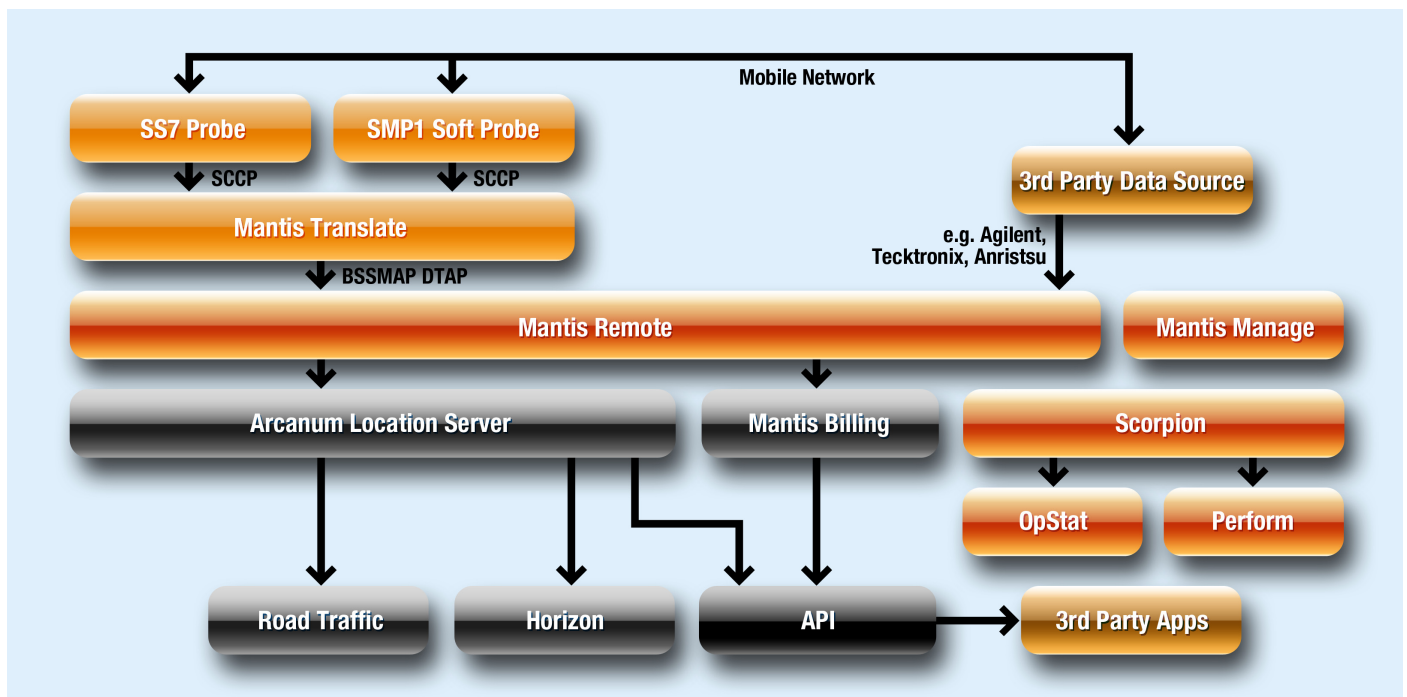 Mobile Network
SS7 Probe
SMP1 Soft Probe
SCCP
SCCP
3rd Party Data Source
Mantis Translate
e.g. Agilent,
Tecktronix, Anristsu
BSSMAP DTAP
Mantis Remote
Mantis Manage
Arcanum Location Server
Mantis Billing
Scorpion
OpStat
Perform
Road Traffic
Horizon
API
3rd Party Apps